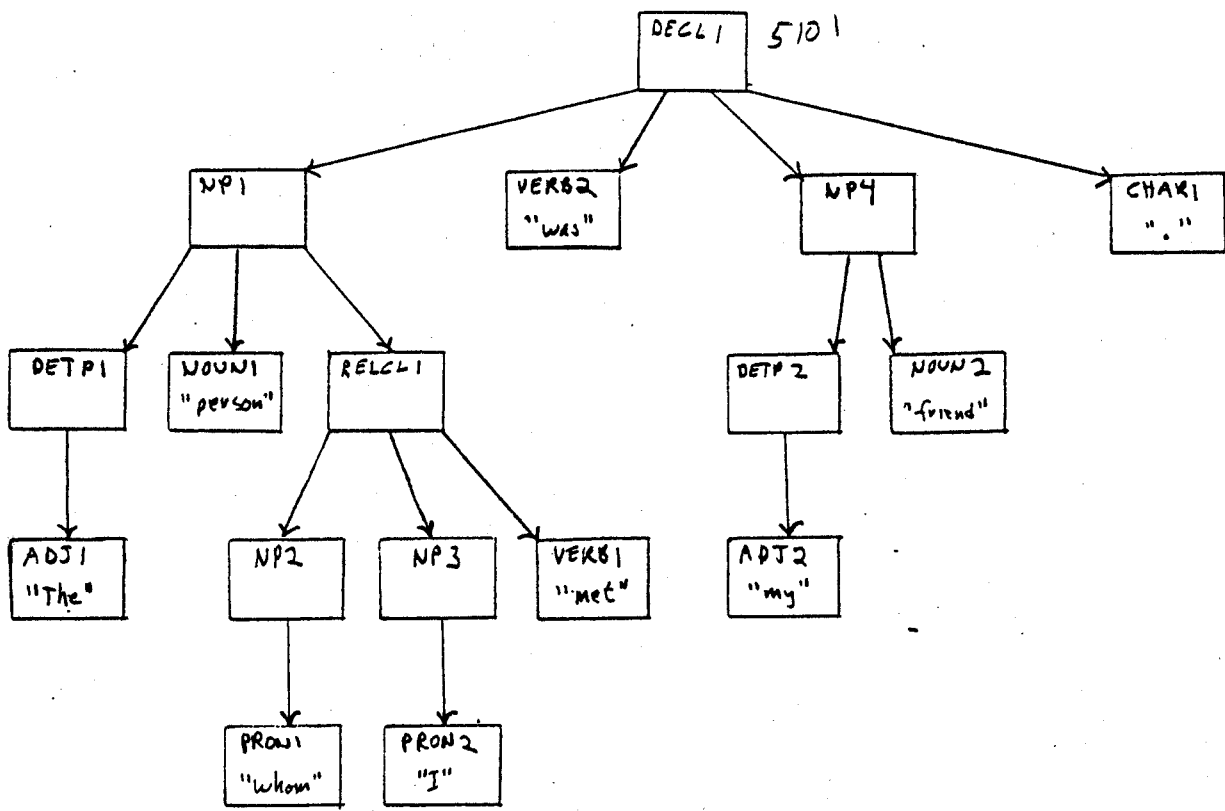 DECL1 5101
NP1
VERB2
"was"
NP4
CHAR1
"."
DETP1
NOUN1
"person"
RELCL1
DETP2
NOUN2
"friend"
ADJ1
"The"
NP2
NP3
VERB1
"met"
ADJ2
"my"
PRON1
"whom"
PRON2
"I"